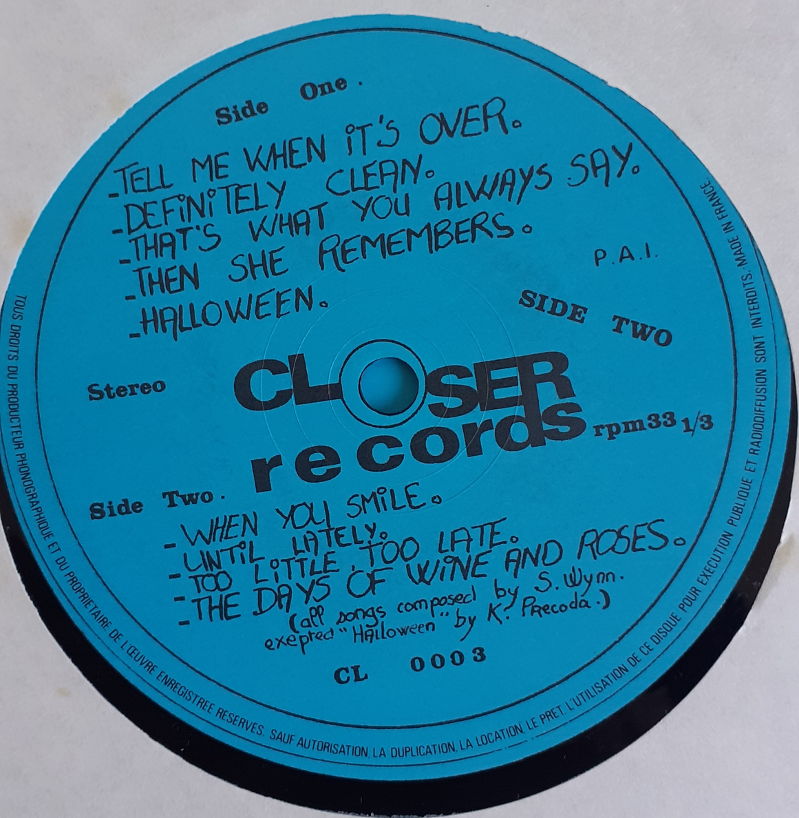 Side One.
-TELL ME WHEN iT'S OVER.
-DEFiNiTELY CLEAN.
-THAT'S WHAT YOU ALWAYS SAY.
-THEN SHE REMEMBERS.
-HALLOWEEN.
P.A.I.
SIDE TWO
Stereo
CLOSER
records
rpm 33 1/3
Side Two.
-WHEN YOU SMiLE.
-UNTiL LATELY.
-TOO LiTTLE, TOO LATE.
-THE DAYS OF WiNE AND ROSES.
(all songs composed by S. Wynn.
exepted "Halloween" by K. Precoda.)
CL 0003
TOUS DROITS DU PRODUCTEUR PHONOGRAPHIQUE ET DU PROPRIETAIRE DE L'ŒUVRE ENREGISTREE RESERVES. SAUF AUTORISATION, LA DUPLICATION, LA LOCATION, LE PRET, L'UTILISATION DE CE DISQUE POUR EXECUTION PUBLIQUE ET RADIODIFFUSION SONT INTERDITS. MADE IN FRANCE